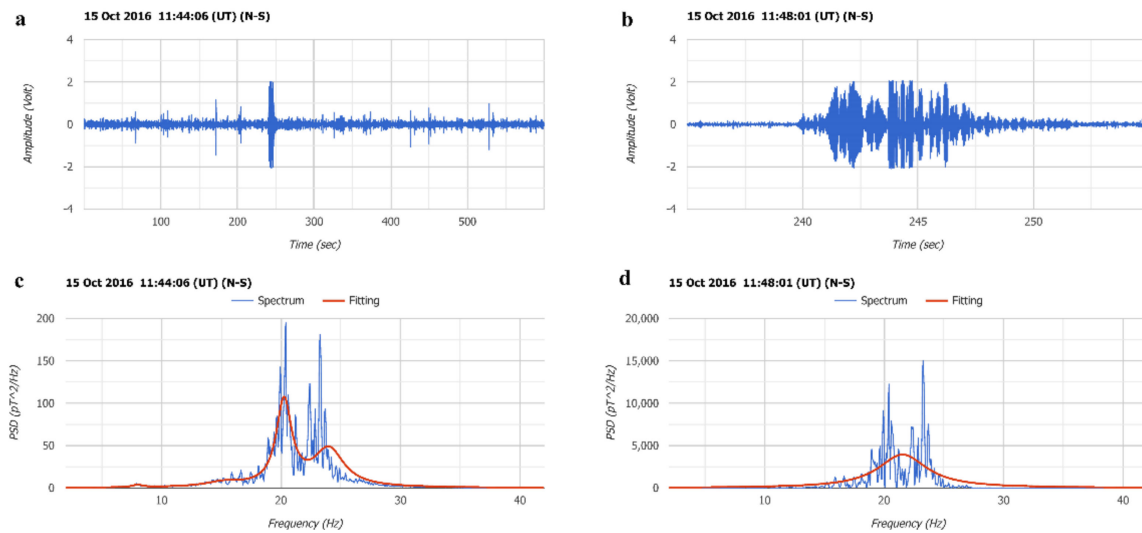 a
15 Oct 2016 11:44:06 (UT) (N-S)
4
2
0
-2
-4
Amplitude (Volt)
100
200
300
400
500
Time (sec)
b
15 Oct 2016 11:48:01 (UT) (N-S)
4
2
0
-2
-4
Amplitude (Volt)
240
245
250
Time (sec)
c
15 Oct 2016 11:44:06 (UT) (N-S)
Spectrum
Fitting
200
150
100
50
0
PSD (pT^2/Hz)
20
30
40
Frequency (Hz)
d
15 Oct 2016 11:48:01 (UT) (N-S)
Spectrum
Fitting
20,000
15,000
10,000
5,000
0
PSD (pT^2/Hz)
10
20
30
40
Frequency (Hz)